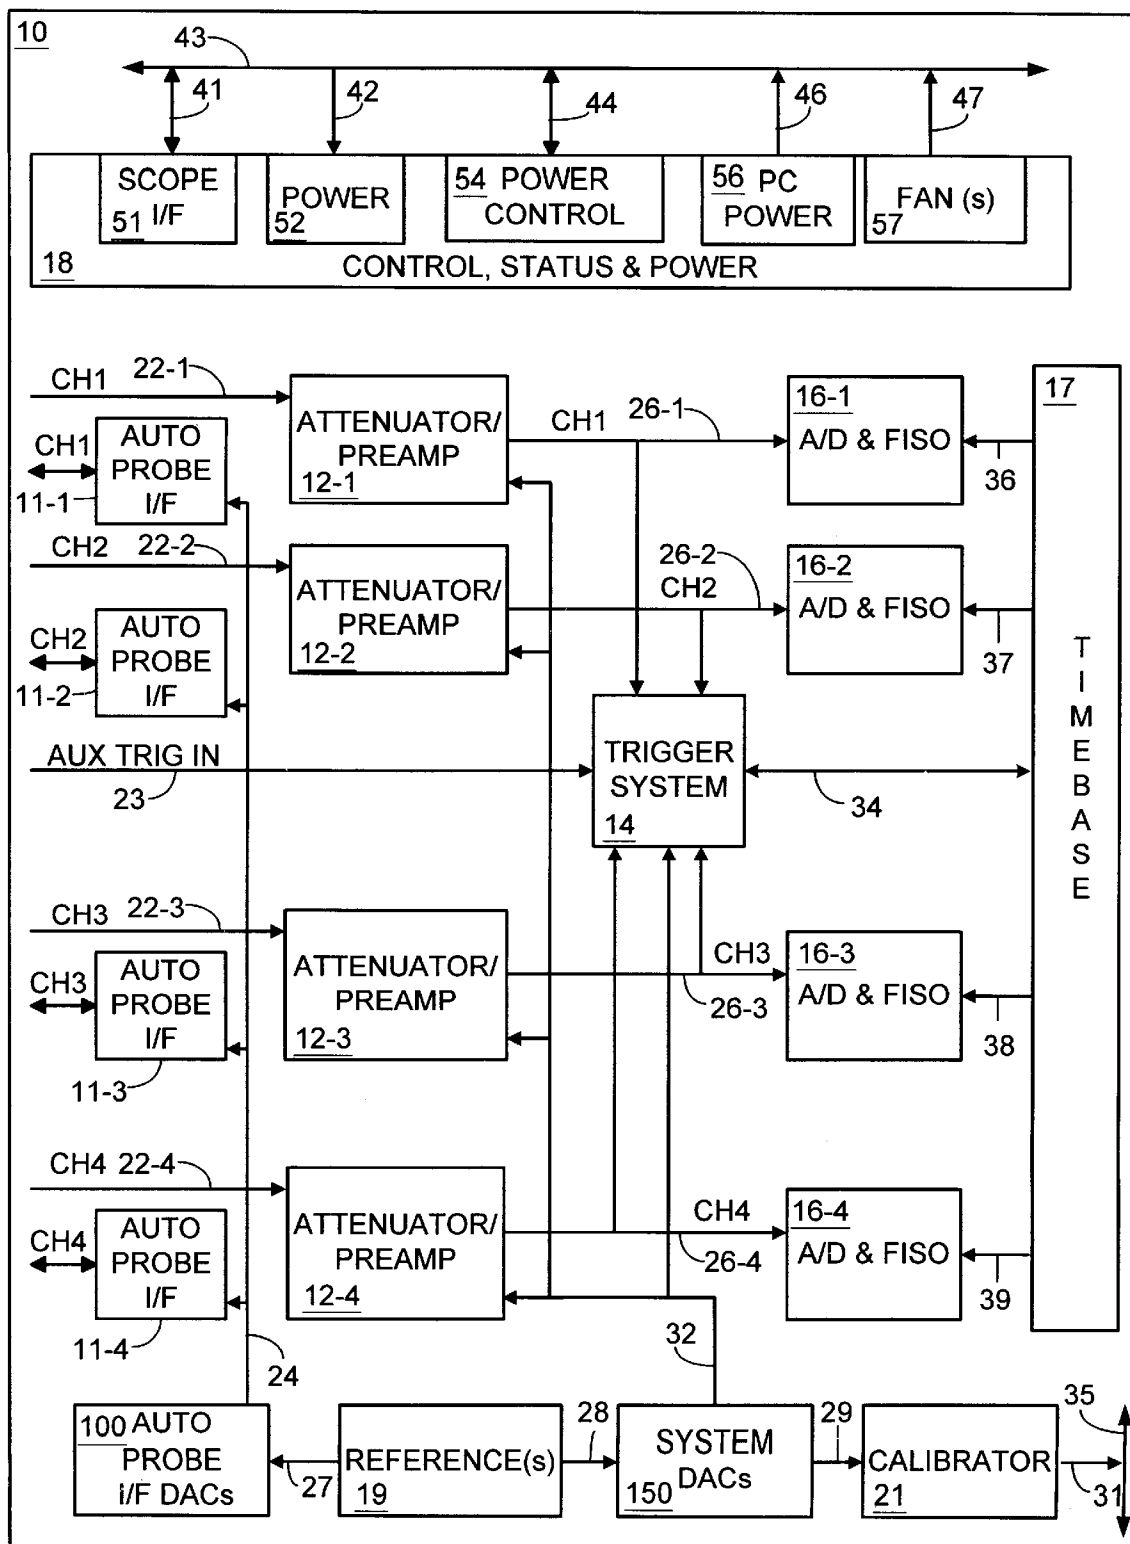 10
43
41
42
44
46
47
SCOPE
I/F
51
POWER
52
54 POWER
CONTROL
56 PC
POWER
FAN (s)
57
18
CONTROL, STATUS & POWER
CH1
22-1
ATTENUATOR/
PREAMP
12-1
CH1
26-1
16-1
A/D & FISO
36
17
TIMEBASE
CH1
11-1
AUTO
PROBE
I/F
CH2
22-2
ATTENUATOR/
PREAMP
12-2
26-2
CH2
16-2
A/D & FISO
37
CH2
11-2
AUTO
PROBE
I/F
AUX TRIG IN
23
TRIGGER
SYSTEM
14
34
CH3
22-3
ATTENUATOR/
PREAMP
12-3
CH3
26-3
16-3
A/D & FISO
38
CH3
AUTO
PROBE
I/F
11-3
CH4 22-4
ATTENUATOR/
PREAMP
12-4
CH4
26-4
16-4
A/D & FISO
39
CH4
AUTO
PROBE
I/F
11-4
24
32
35
100 AUTO
PROBE
I/F DACs
27
REFERENCE(s)
19
28
SYSTEM
DACs
150
29
CALIBRATOR
21
31